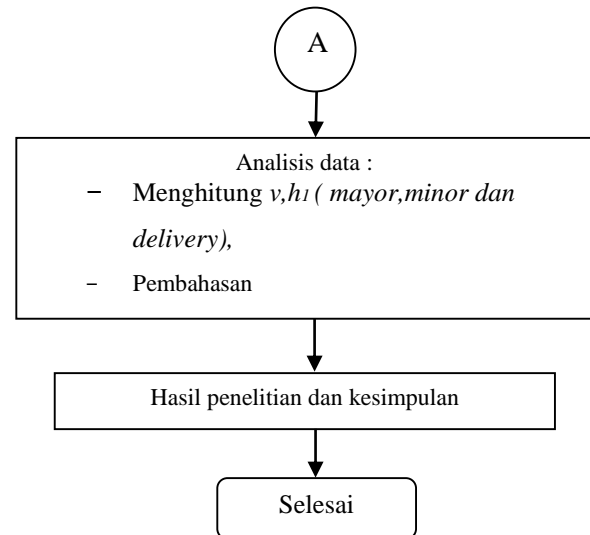 A
Analisis data :
− Menghitung v,h1 ( mayor,minor dan
delivery),
- Pembahasan
Hasil penelitian dan kesimpulan
Selesai